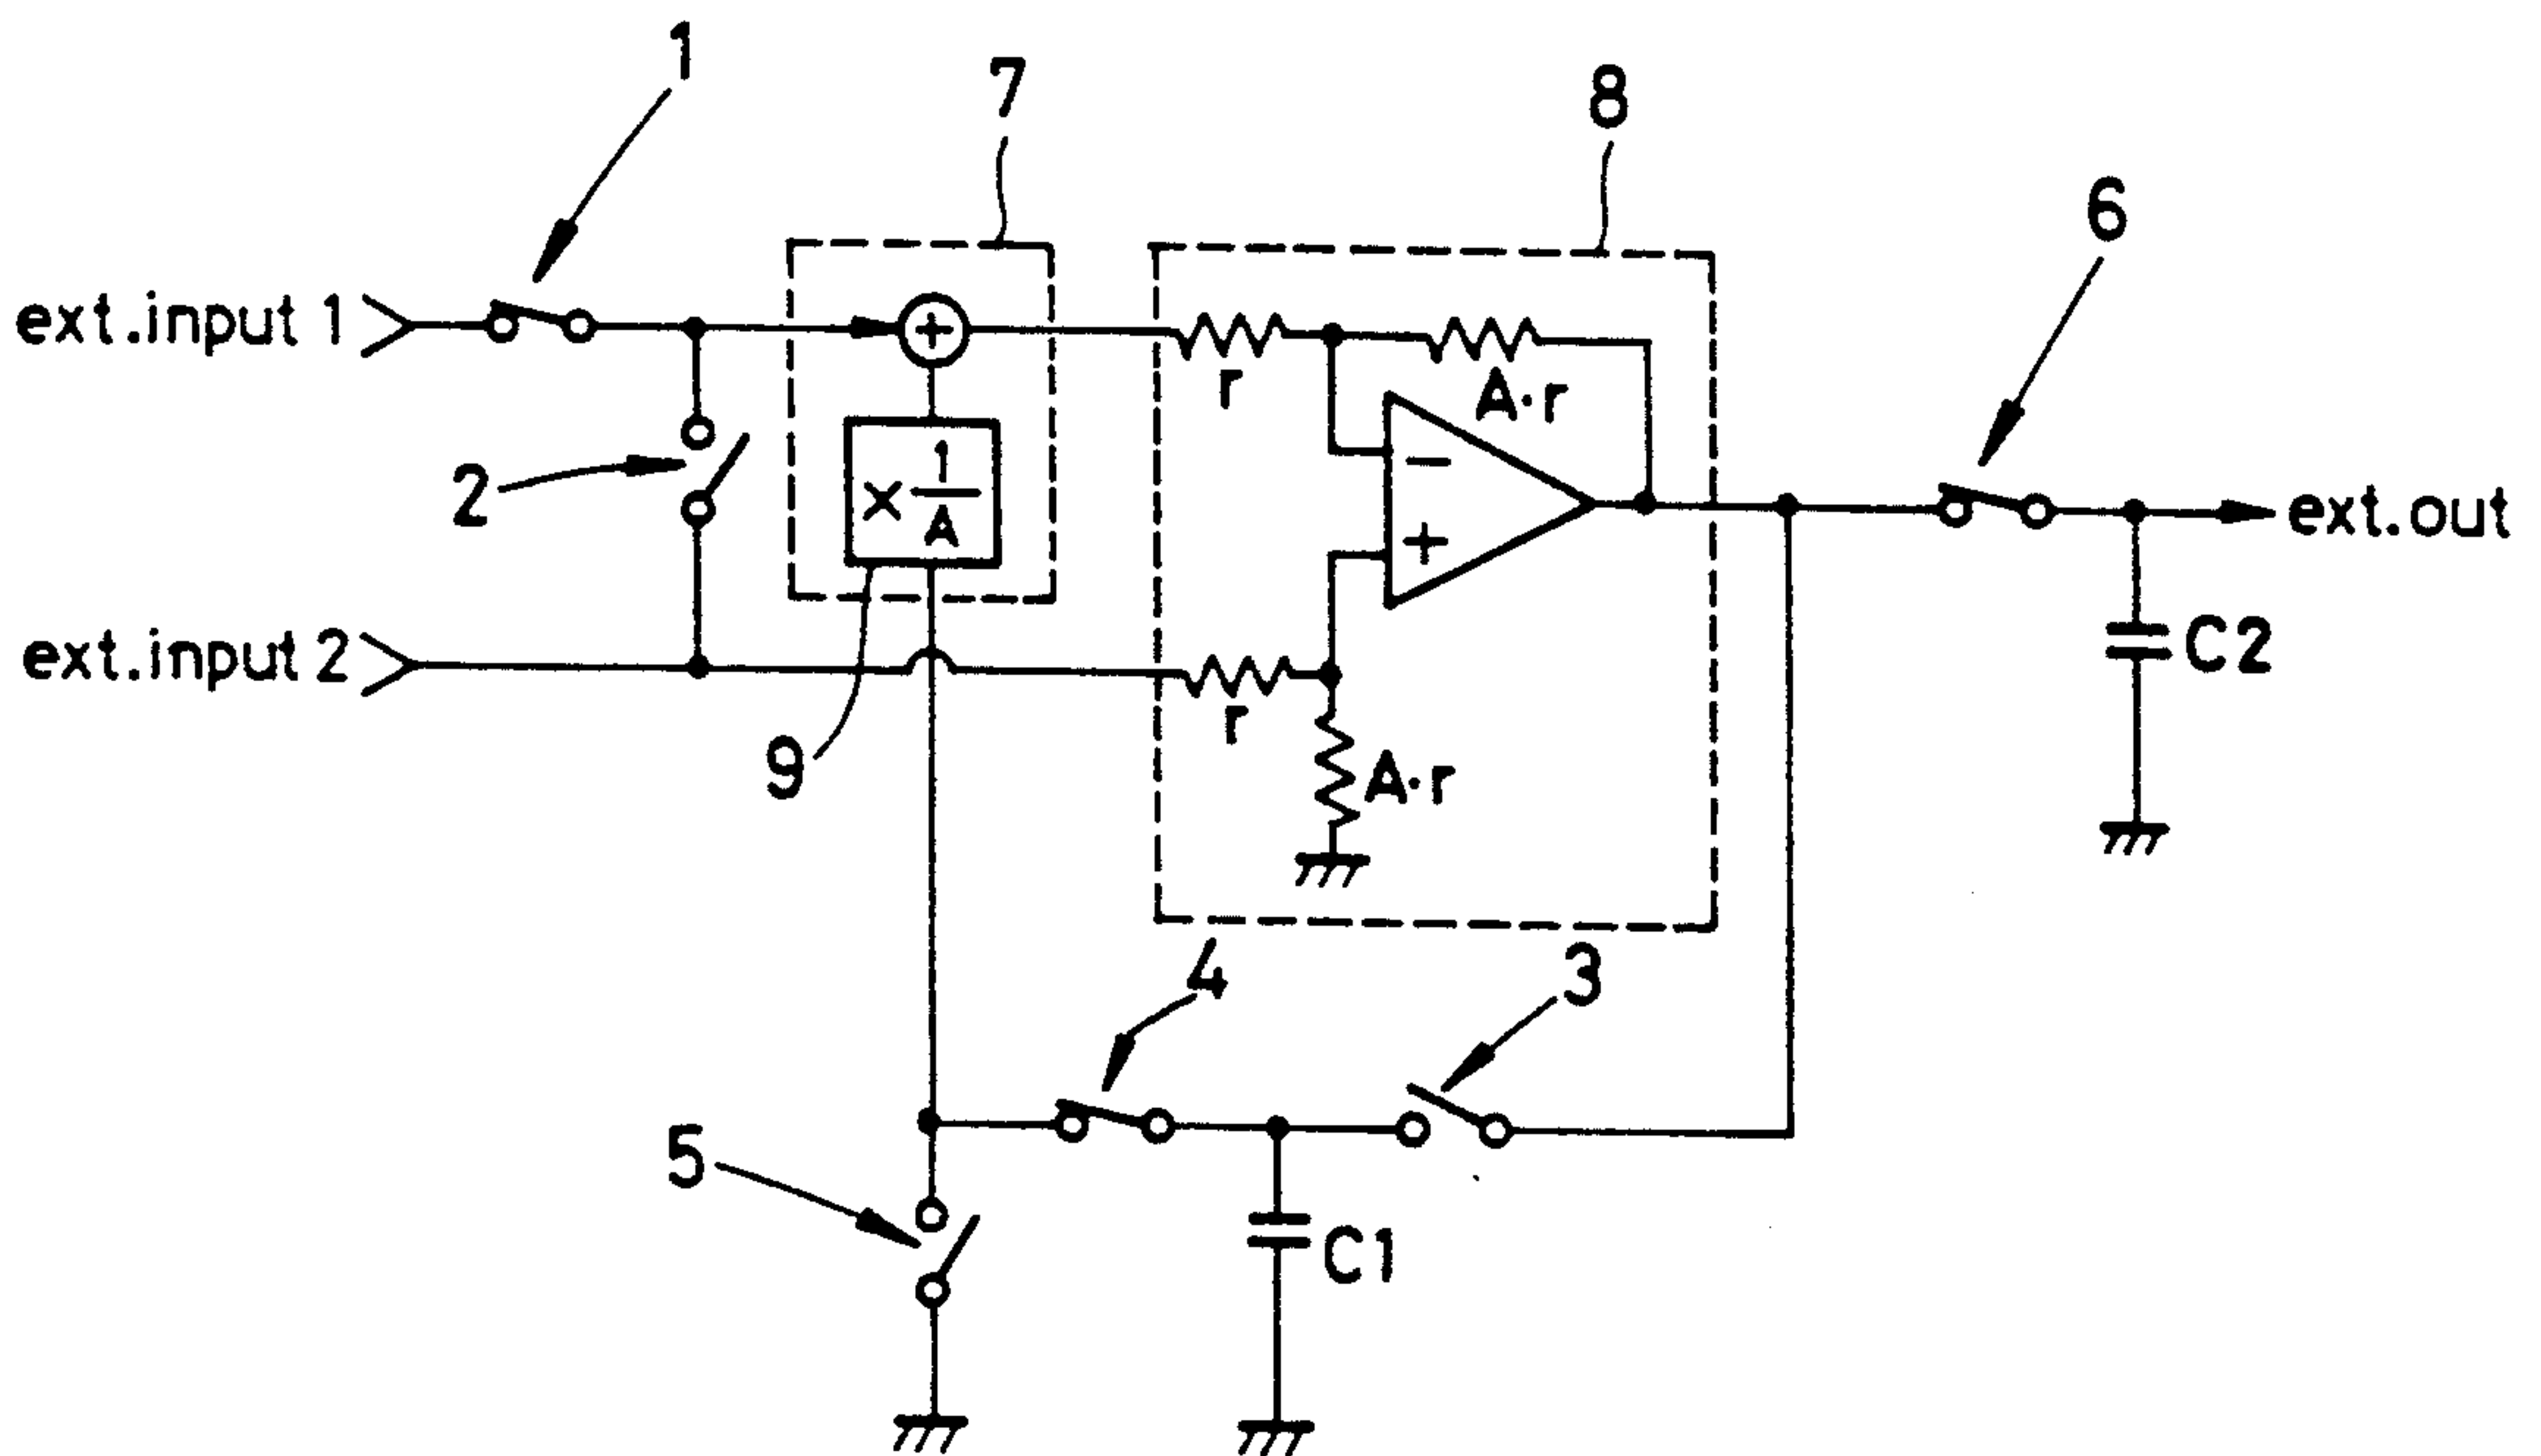 1
7
8
6
ext.input 1
+
r
A·r
2
× 1/A
−
+
ext.out
C2
ext.input 2
r
9
A·r
4
3
5
C1